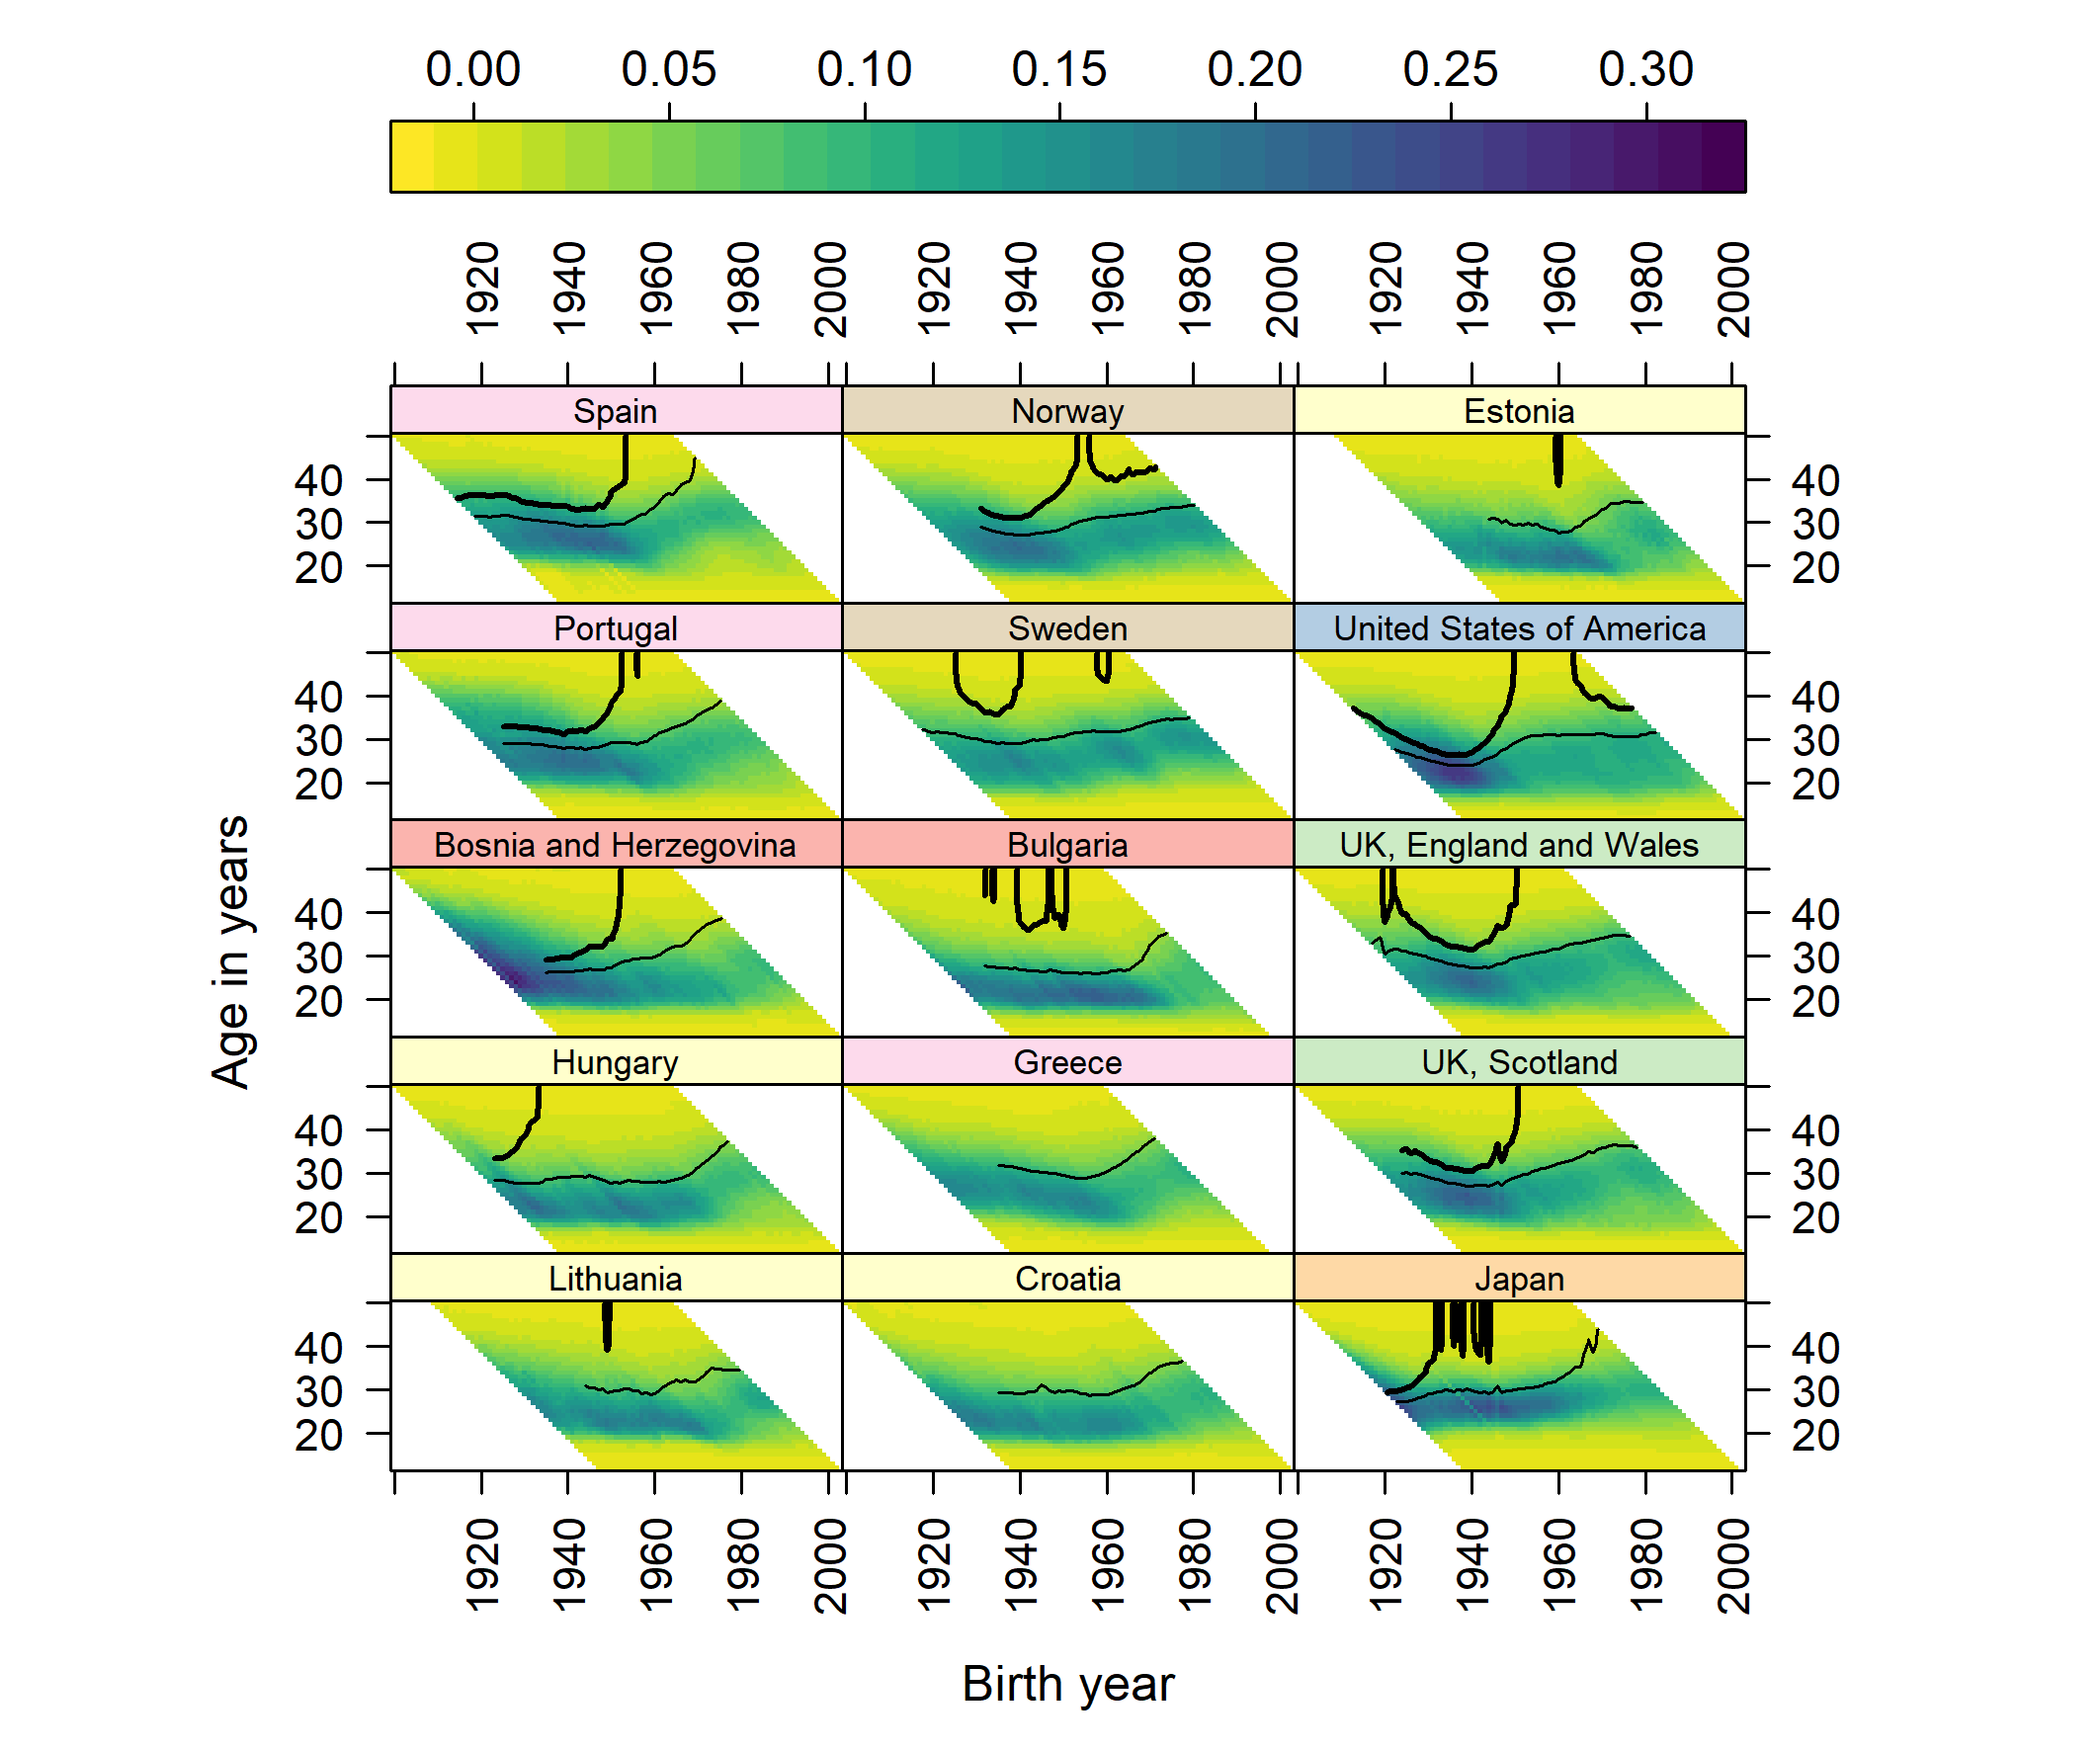 0.00 0.05 0.10 0.15 0.20 0.25 0.30
1920 1940 1960 1980 2000 1920 1940 1960 1980 2000 1920 1940 1960 1980 2000
Spain Norway Estonia
40 40
30 30
20 20
Portugal Sweden United States of America
40 40
30 30
20 20
Bosnia and Herzegovina Bulgaria UK, England and Wales
40 40
30 30
20 20
Hungary Greece UK, Scotland
40 40
30 30
20 20
Lithuania Croatia Japan
40 40
30 30
20 20
Age in years
1920 1940 1960 1980 2000 1920 1940 1960 1980 2000 1920 1940 1960 1980 2000
Birth year